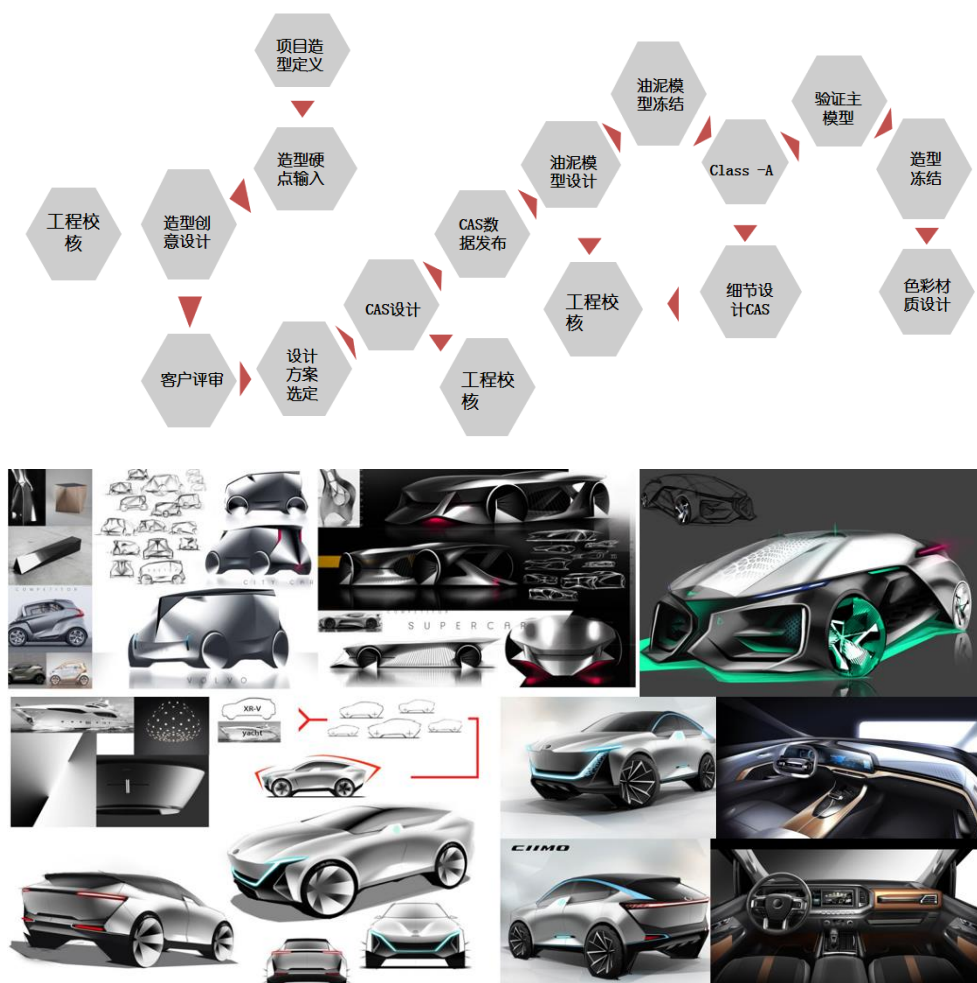 项目造
型定义
造型硬
点输入
工程校
核
造型创
意设计
客户评审
设计
方案
选定
CAS设计
工程校
核
CAS数
据发布
油泥模
型设计
工程校
核
油泥模
型冻结
Class -A
细节设
计CAS
验证主
模型
造型
冻结
色彩材
质设计
COMPETITOR
CITY CAR
VOLVO
COMPETITOR
SUPERCAR
XR-V
yacht
CIIMO